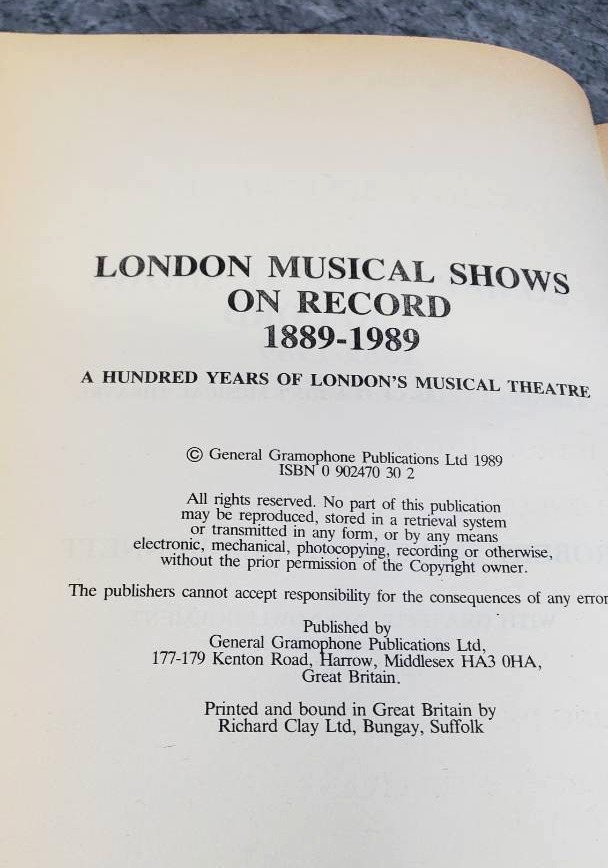 LONDON MUSICAL SHOWS
ON RECORD
1889-1989
A HUNDRED YEARS OF LONDON'S MUSICAL THEATRE
© General Gramophone Publications Ltd 1989
ISBN 0 902470 30 2
All rights reserved. No part of this publication
may be reproduced, stored in a retrieval system
or transmitted in any form, or by any means
electronic, mechanical, photocopying, recording or otherwise,
without the prior permission of the Copyright owner.
The publishers cannot accept responsibility for the consequences of any error
Published by
General Gramophone Publications Ltd,
177-179 Kenton Road, Harrow, Middlesex HA3 0HA,
Great Britain.
Printed and bound in Great Britain by
Richard Clay Ltd, Bungay, Suffolk